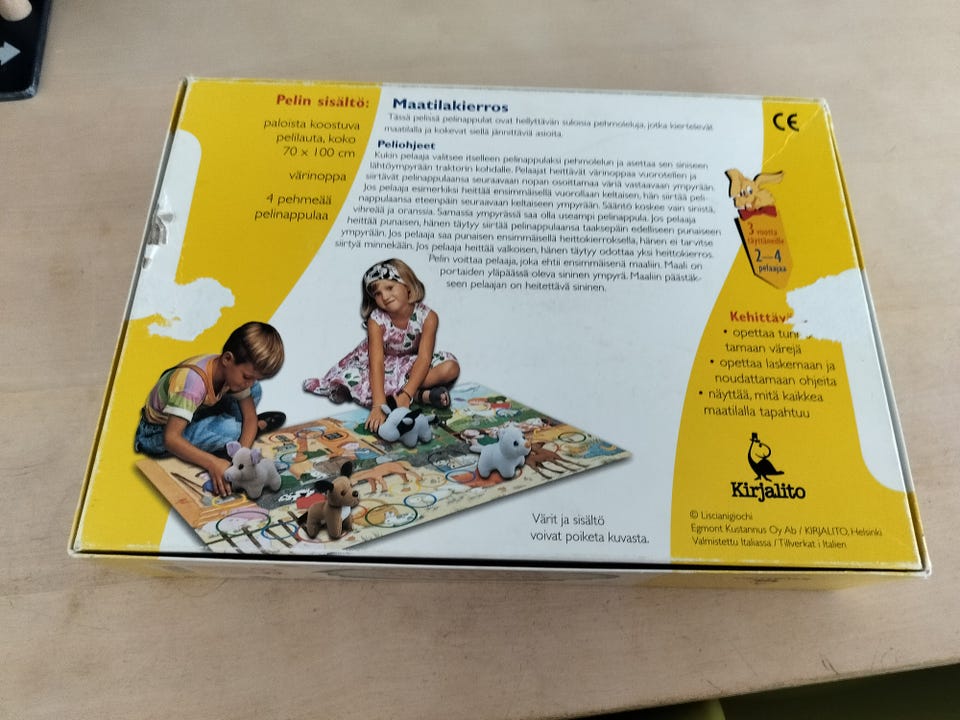 Pelin sisältö:
paloista koostuva
pelilauta, koko
70 x 100 cm
värinoppa
4 pehmeää
pelinappulaa
Maatilakierros
Tässä pelissä pelinappulat ovat hellyttävän suloisia pehmoleluja, jotka kiertelevät
maatilalla ja kokevat siellä jännittäviä asioita.
Peliohjeet
Kukin pelaaja valitsee itselleen pelinappulaksi pehmolelun ja asettaa sen siniseen
lähtöympyrään traktorin kohdalle. Pelaajat heittävät värinoppaa vuorotellen ja
siirtävät pelinappulaansa seuraavaan nopan osoittamaa väriä vastaavaan ympyrään.
Jos pelaaja esimerkiksi heittää ensimmäisellä vuorollaan keltaisen, hän siirtää peli-
nappulaansa eteenpäin seuraavaan keltaiseen ympyrään. Sääntö koskee vain sinistä,
vihreää ja oranssia. Samassa ympyrässä saa olla useampi pelinappula. Jos pelaaja
heittää punaisen, hänen täytyy siirtää pelinappulaansa taaksepäin edelliseen punaiseen
ympyrään. Jos pelaaja saa punaisen ensimmäisellä heittokierroksella, hänen ei tarvitse
siirtyä minnekään. Jos pelaaja heittää valkoisen, hänen täytyy odottaa yksi heittokierros.
Pelin voittaa pelaaja, joka ehtii ensimmäisenä maaliin. Maali on
portaiden yläpäässä oleva sininen ympyrä. Maaliin päästäk-
seen pelaajan on heitettävä sininen.
CE
3 vuotta
täyttäneille
2–4
pelaajaa
Kehittäv
• opettaa tun
tamaan värejä
• opettaa laskemaan ja
noudattamaan ohjeita
• näyttää, mitä kaikkea
maatilalla tapahtuu
Kirjalito
Värit ja sisältö
voivat poiketa kuvasta.
© Liscianigiochi
Egmont Kustannus Oy Ab / KIRJALITO, Helsinki
Valmistettu Italiassa / Tillverkat i Italien